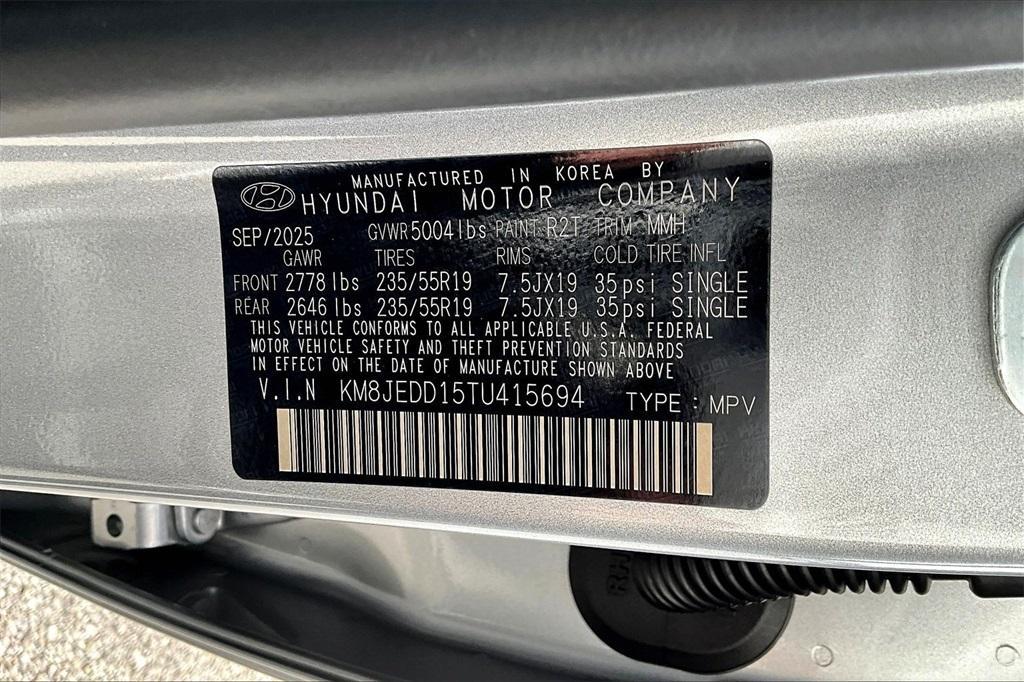 MANUFACTURED IN KOREA BY
HYUNDAI MOTOR COMPANY
SEP/2025 GVWR 5004 lbs PAINT R2T TRIM MMH
GAWR TIRES RIMS COLD TIRE INFL
FRONT 2778 lbs 235/55R19 7.5JX19 35psi SINGLE
REAR 2646 lbs 235/55R19 7.5JX19 35psi SINGLE
THIS VEHICLE CONFORMS TO ALL APPLICABLE U.S.A. FEDERAL
MOTOR VEHICLE SAFETY AND THEFT PREVENTION STANDARDS
IN EFFECT ON THE DATE OF MANUFACTURE SHOWN ABOVE.
V.I.N KM8JEDD15TU415694 TYPE : MPV
RH